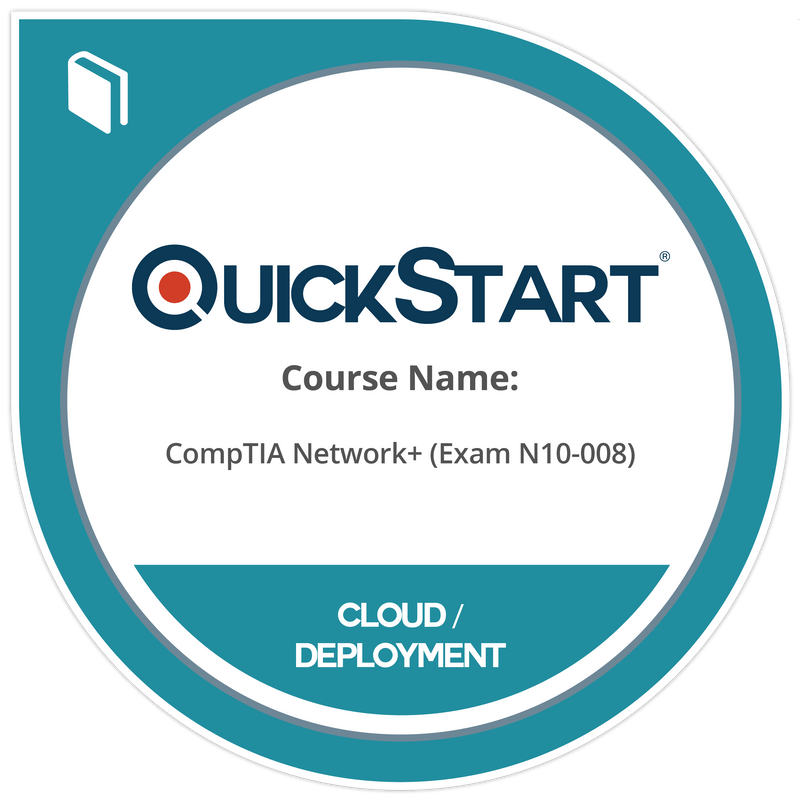 QUICKSTART®
Course Name:
CompTIA Network+ (Exam N10-008)
CLOUD /
DEPLOYMENT